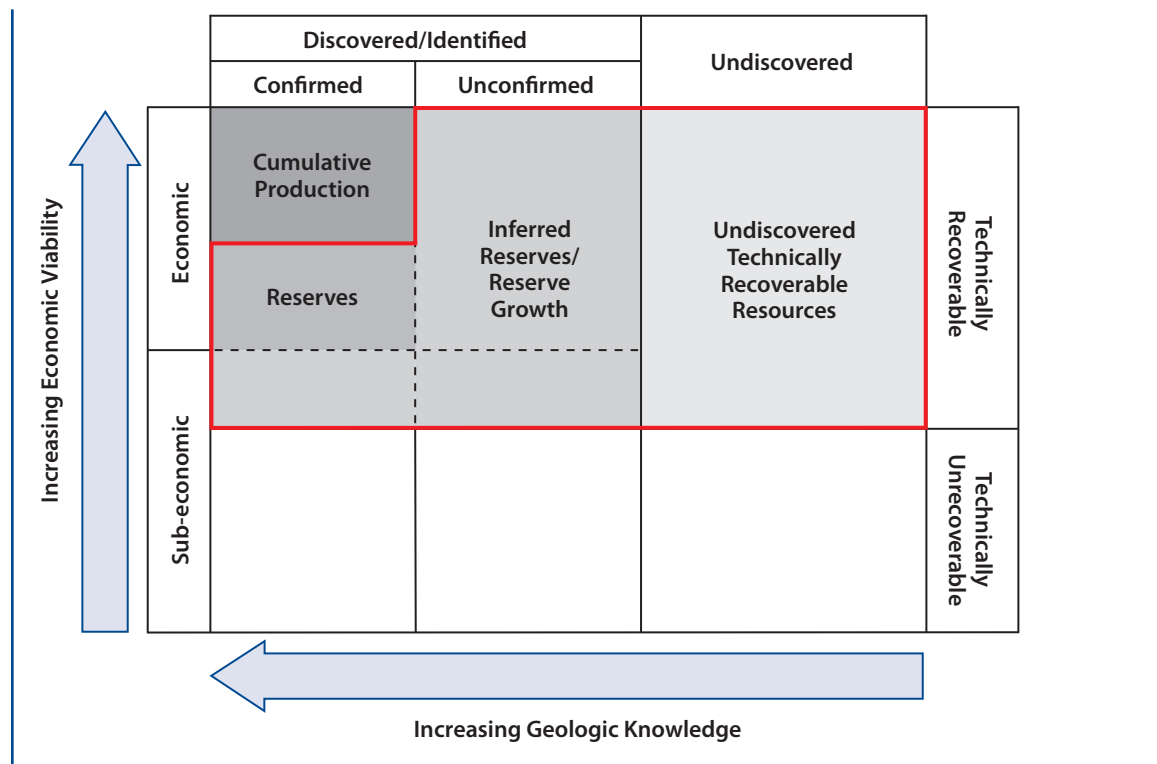 Discovered/Identified
Undiscovered
Confirmed
Unconfirmed
Increasing Economic Viability
Economic
Sub-economic
Cumulative
Production
Reserves
Inferred
Reserves/
Reserve
Growth
Undiscovered
Technically
Recoverable
Resources
Technically
Recoverable
Technically
Unrecoverable
Increasing Geologic Knowledge